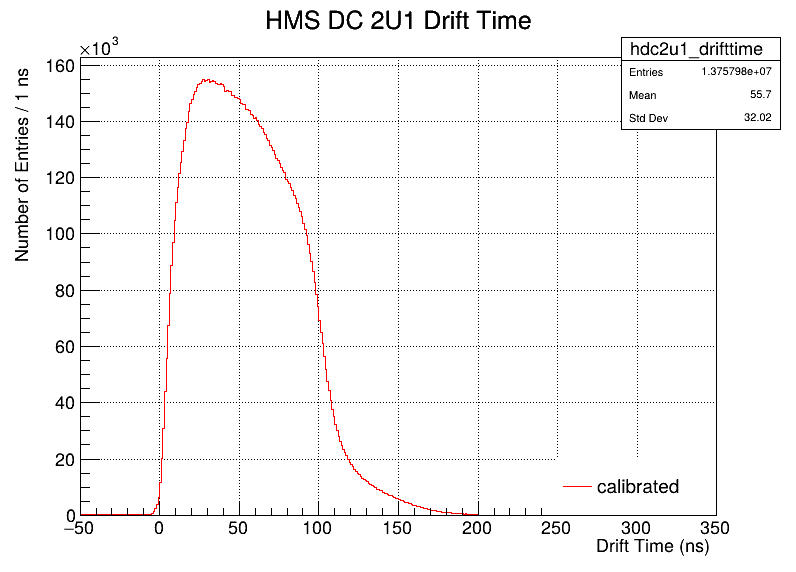 HMS DC 2U1 Drift Time
×10³
hdc2u1_drifttime
Entries 1.375798e+07
Mean 55.7
Std Dev 32.02
Number of Entries / 1 ns
160
140
120
100
80
60
40
20
0
calibrated
−50 0 50 100 150 200 250 300 350
Drift Time (ns)